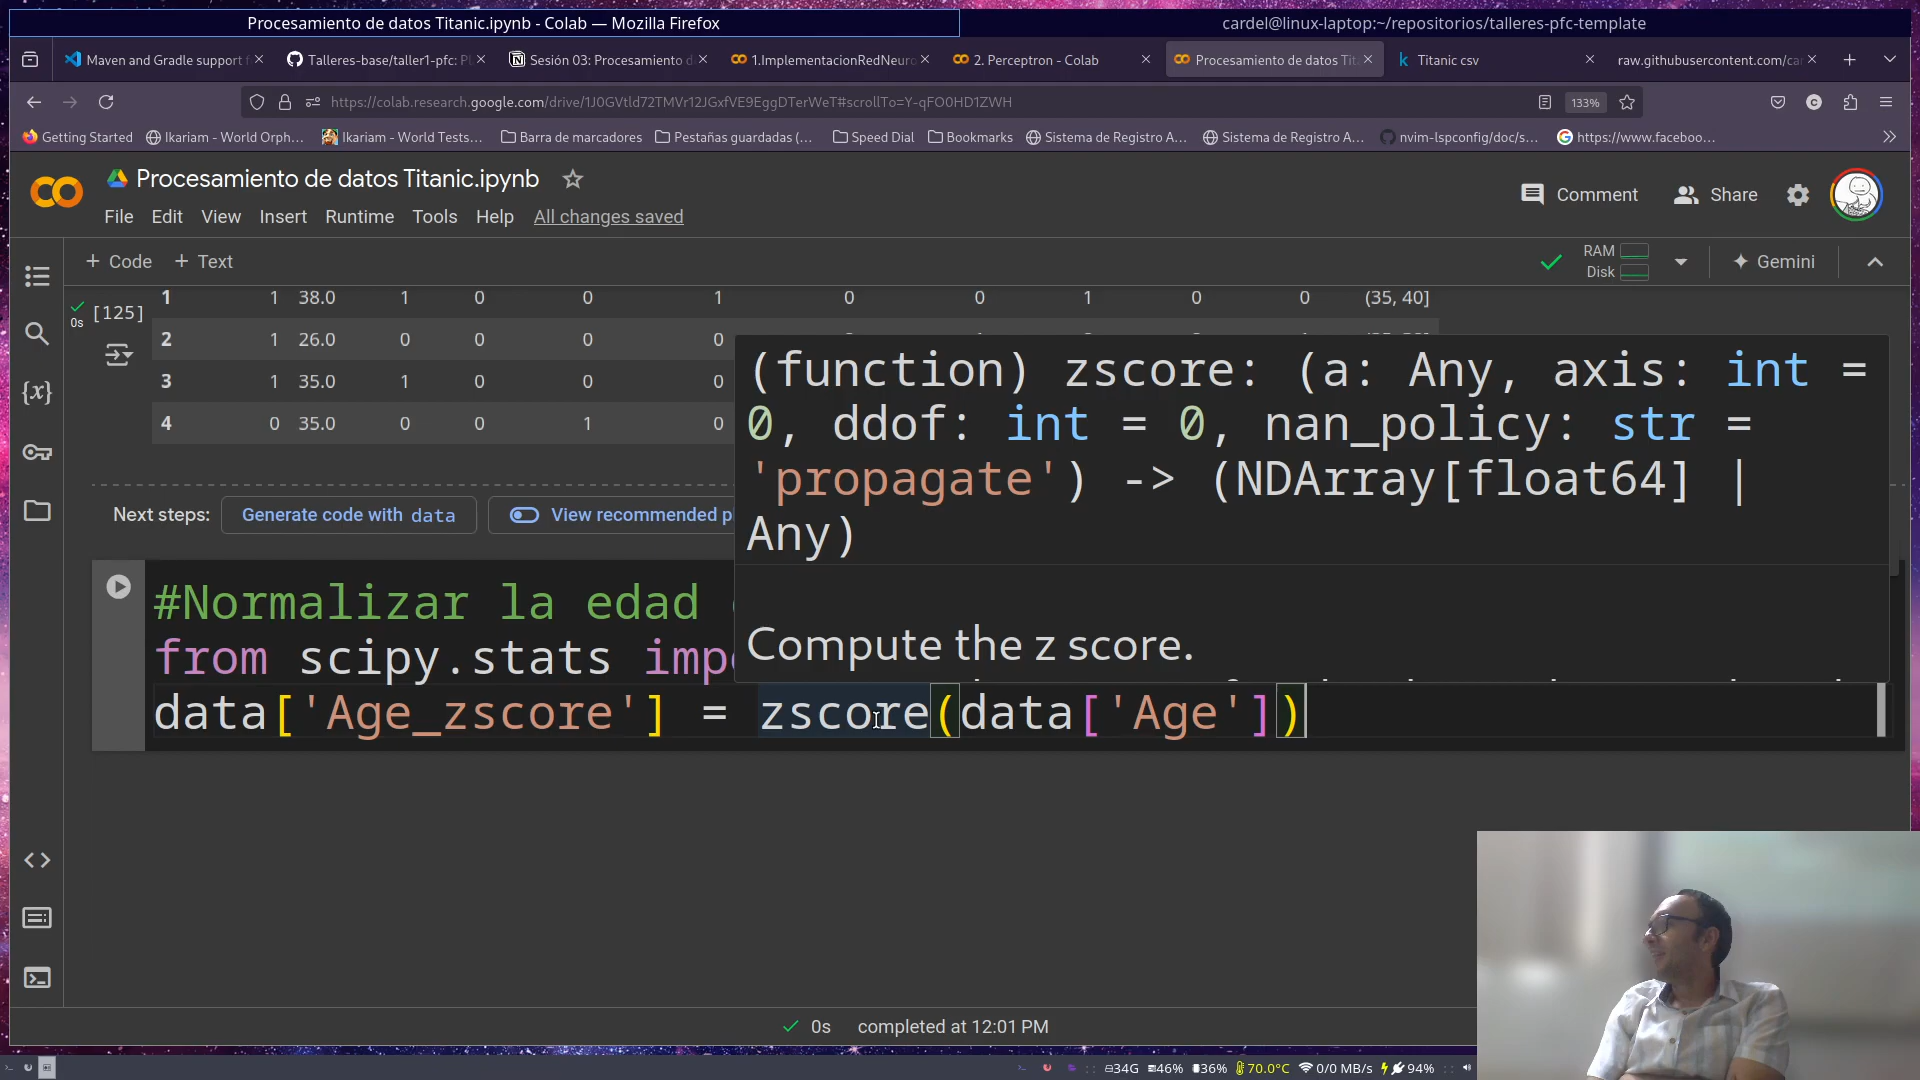 Procesamiento de datos Titanic.ipynb - Colab — Mozilla Firefox
cardel@linux-laptop:~/repositorios/talleres-pfc-template
Maven and Gradle support f
Talleres-base/taller1-pfc: Pl
Sesión 03: Procesamiento d
1.ImplementacionRedNeuro
2. Perceptron - Colab
Procesamiento de datos Tita
Titanic csv
raw.githubusercontent.com/car
https://colab.research.google.com/drive/1J0GVtld72TMVr12JGxfVE9EggDTerWeT#scrollTo=Y-qFO0HD1ZWH
133%
Getting Started
Ikariam - World Orph…
Ikariam - World Tests…
Barra de marcadores
Pestañas guardadas (…
Speed Dial
Bookmarks
Sistema de Registro A…
Sistema de Registro A…
nvim-lspconfig/doc/s…
https://www.faceboo…
Procesamiento de datos Titanic.ipynb
Comment
Share
File Edit View Insert Runtime Tools Help All changes saved
+ Code + Text
RAM
Disk
Gemini
[125]
0s
1 1 38.0 1 0 0 1 0 0 1 0 0 (35, 40]
2 1 26.0 0 0 0 0
3 1 35.0 1 0 0 0
4 0 35.0 0 0 1 0
(function) zscore: (a: Any, axis: int =
0, ddof: int = 0, nan_policy: str =
'propagate') -> (NDArray[float64] |
Any)
Compute the z score.
Next steps: Generate code with data View recommended pl
#Normalizar la edad
from scipy.stats impo
data['Age_zscore'] = zscore(data['Age'])
0s completed at 12:01 PM
34G 46% 36% 70.0°C 0/0 MB/s 94%